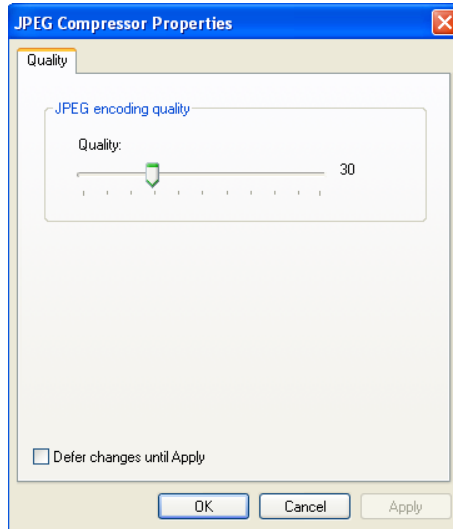 JPEG Compressor Properties
Quality
JPEG encoding quality
Quality:
30
Defer changes until Apply
OK Cancel Apply